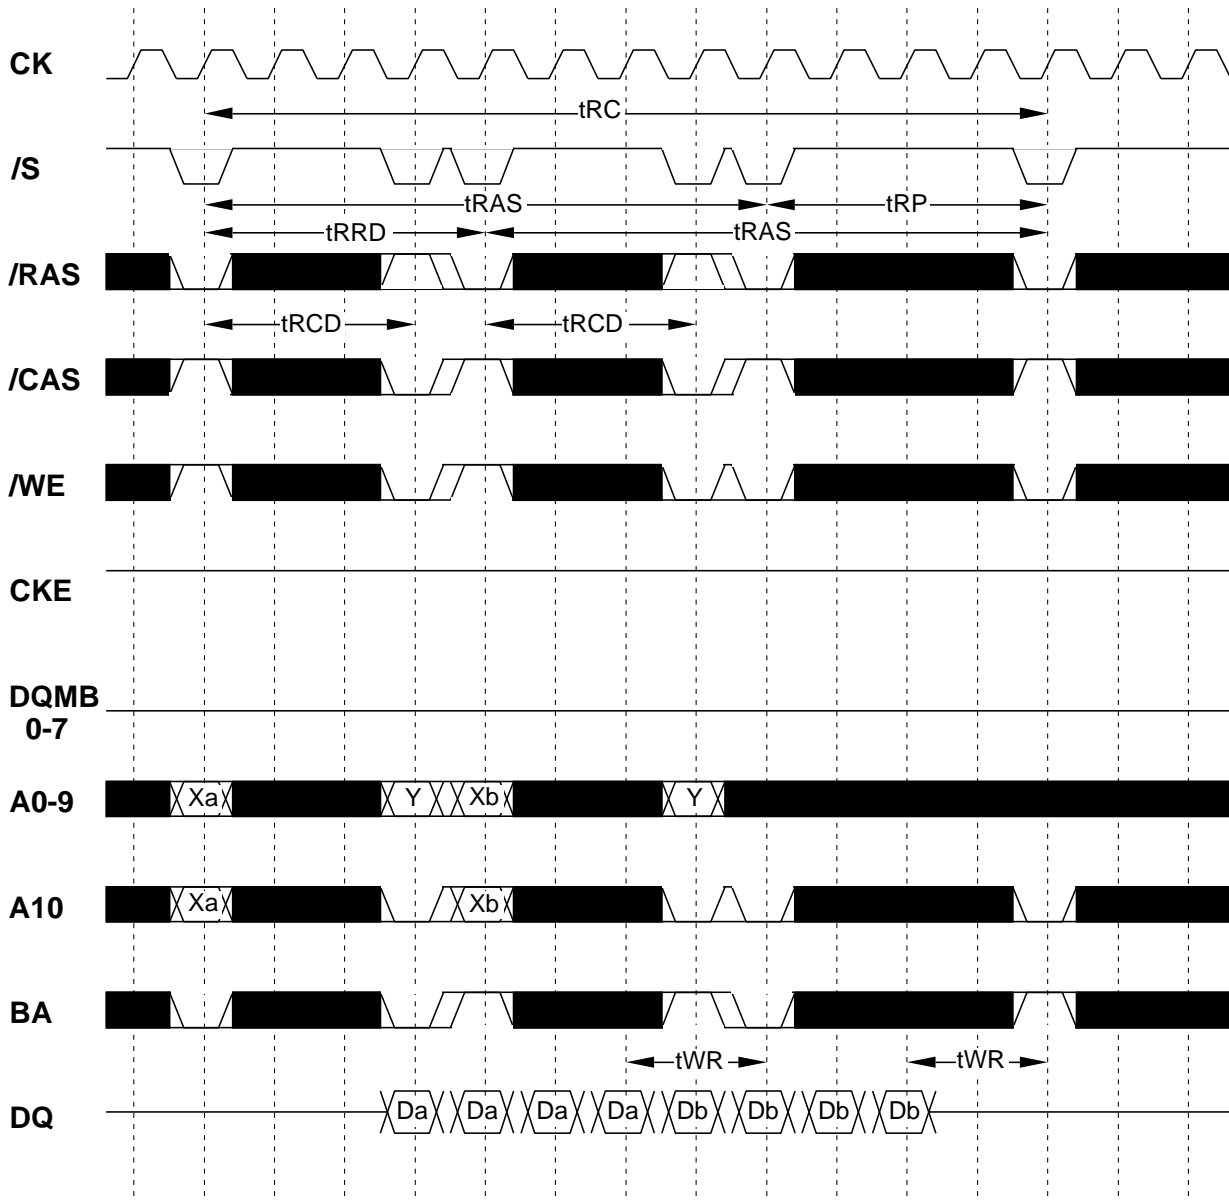 CK
tRC
/S
tRAS tRP
tRRD tRAS
/RAS
tRCD tRCD
/CAS
/WE
CKE
DQMB
0-7
A0-9 Xa Y Xb Y
A10 Xa Xb
BA
tWR tWR
DQ Da Da Da Da Db Db Db Db